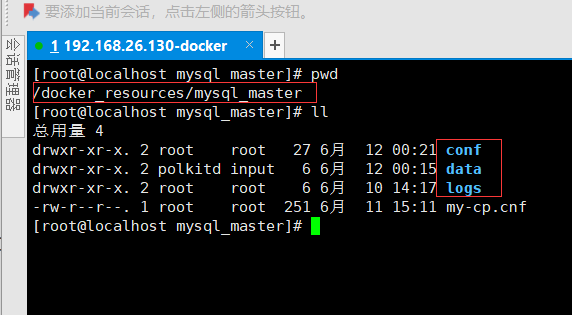 要添加当前会话，点击左侧的箭头按钮。
会话管理器
1 192.168.26.130-docker × +
[root@localhost mysql_master]# pwd
/docker_resources/mysql_master
[root@localhost mysql_master]# ll
总用量 4
drwxr-xr-x. 2 root    root   27 6月  12 00:21 conf
drwxr-xr-x. 2 polkitd input   6 6月  12 00:15 data
drwxr-xr-x. 2 root    root    6 6月  10 14:17 logs
-rw-r--r--. 1 root    root  251 6月  11 15:11 my-cp.cnf
[root@localhost mysql_master]#